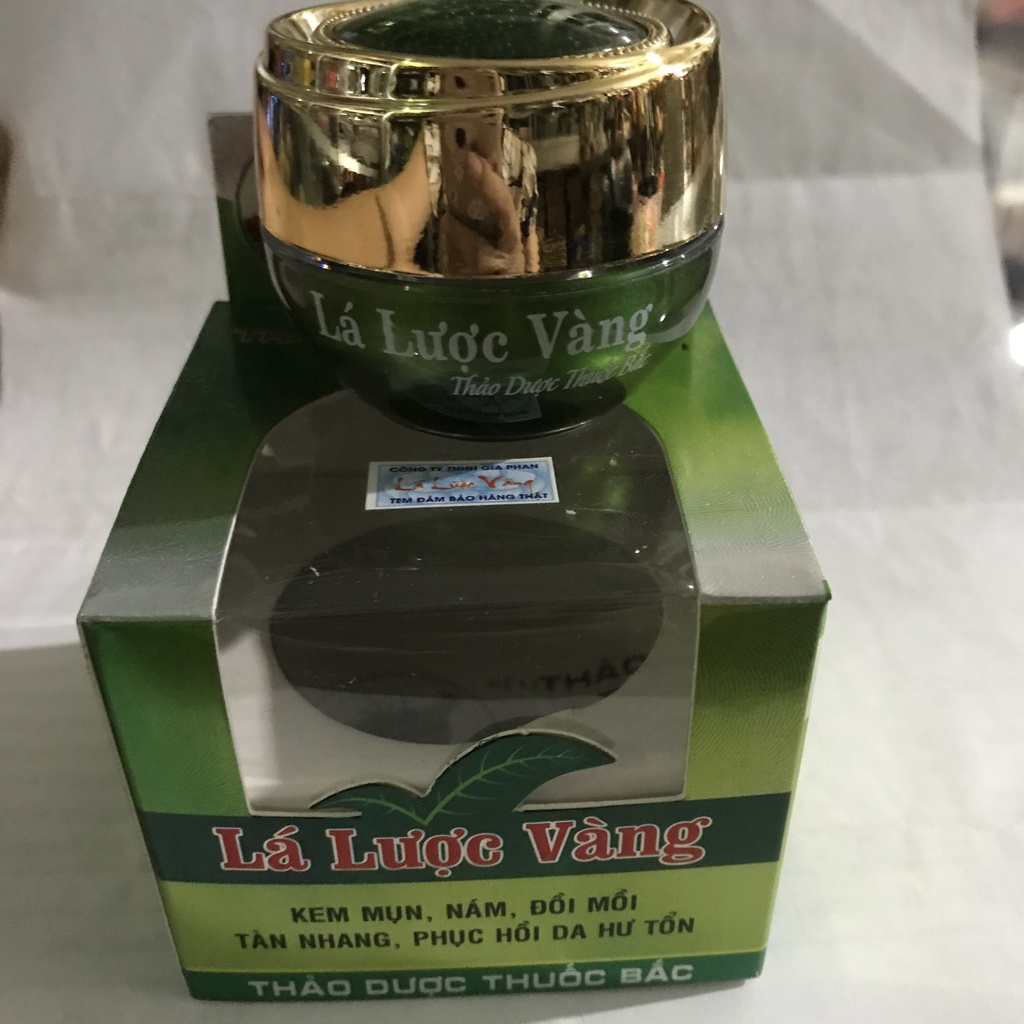 Lá Lược Vàng
Thảo Dược Thuốc Bắc
CÔNG TY TNHH GIA PHAN
Lá Lược Vàng
TEM ĐẢM BẢO HÀNG THẬT
Lá Lược Vàng
KEM MỤN, NÁM, ĐỒI MỒI
TÀN NHANG, PHỤC HỒI DA HƯ TỔN
THẢO DƯỢC THUỐC BẮC